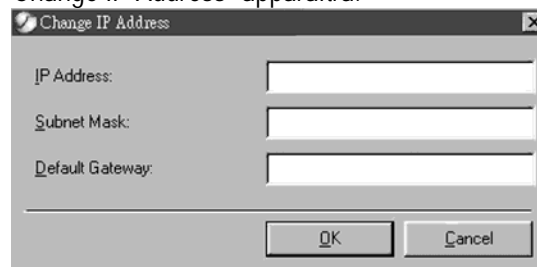 Change IP Address
IP Address:
Subnet Mask:
Default Gateway:
OK
Cancel